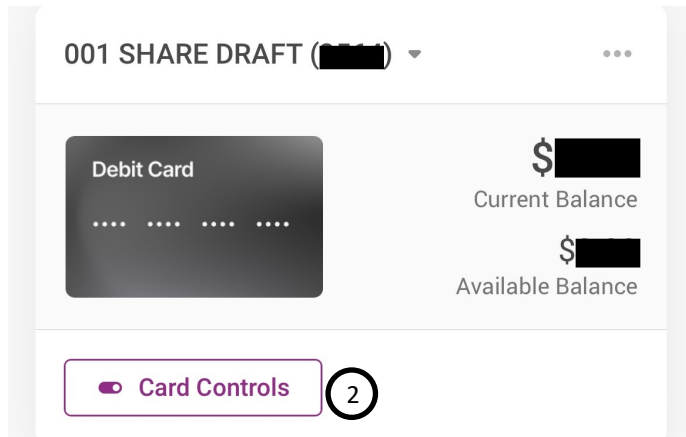 001 SHARE DRAFT ( )
Debit Card
•••• •••• •••• ••••
$
Current Balance
$
Available Balance
Card Controls
2